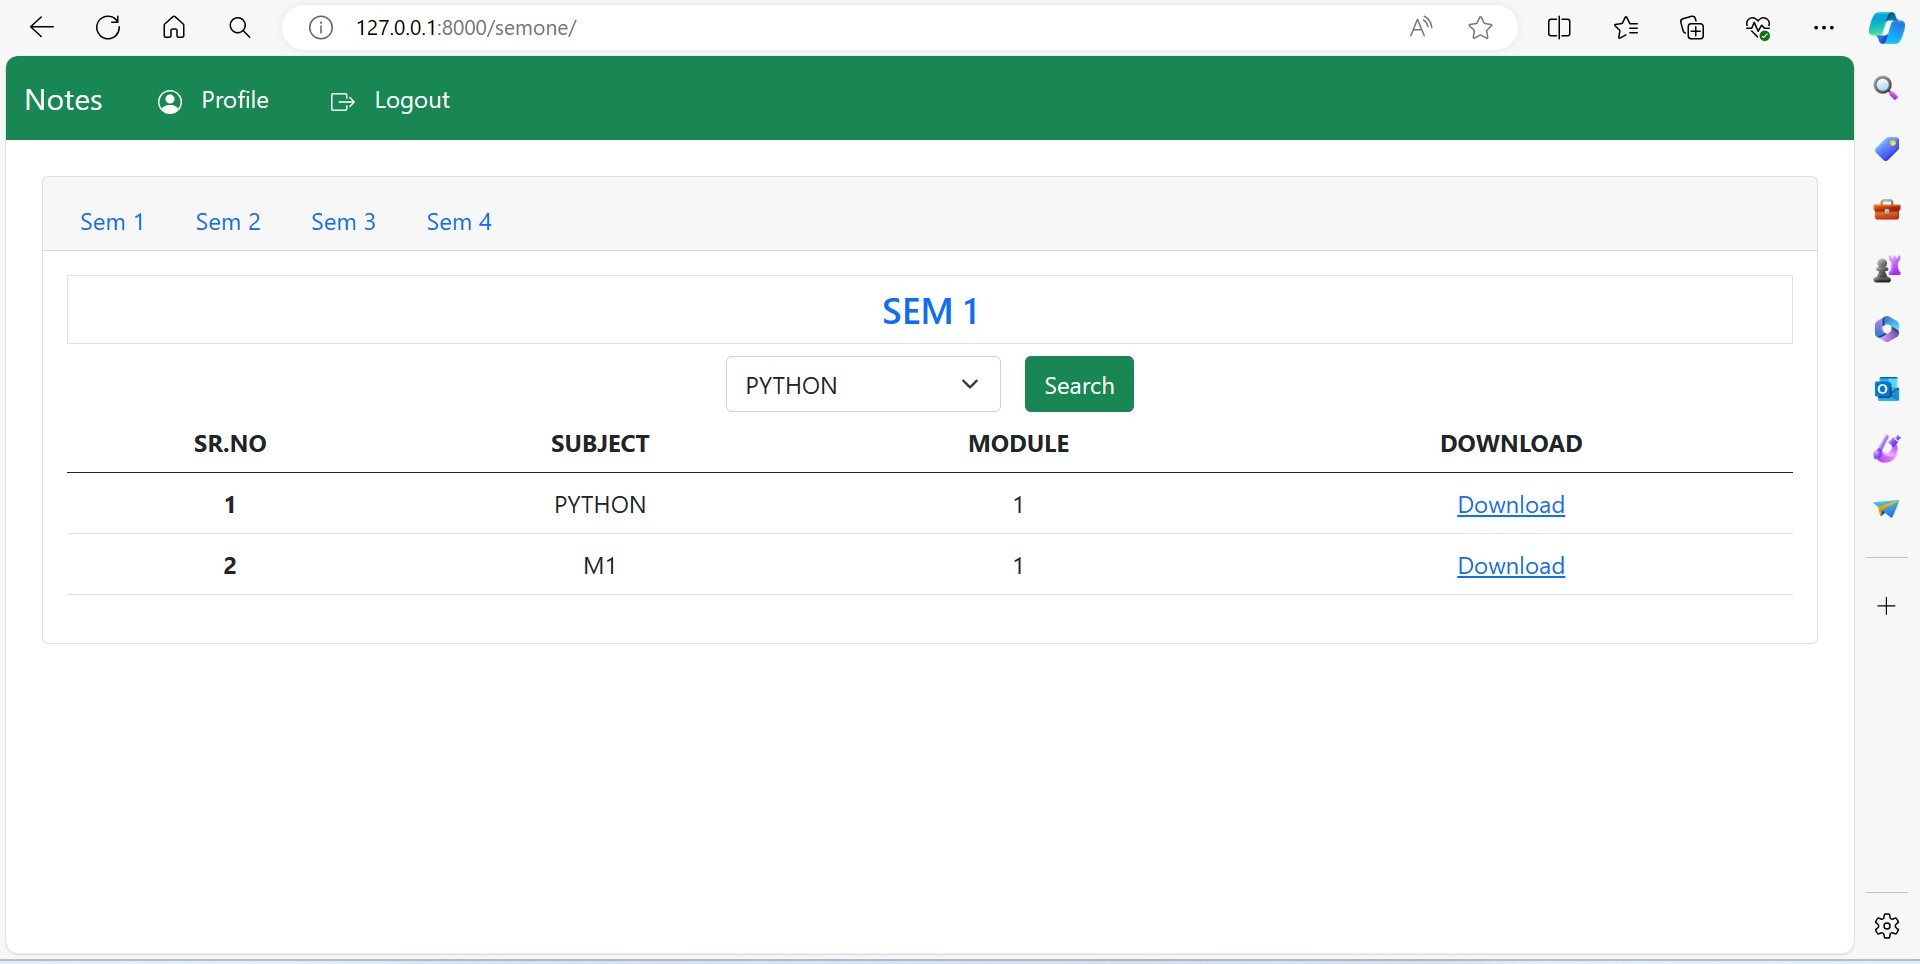 127.0.0.1:8000/semone/
Notes Profile Logout
Sem 1 Sem 2 Sem 3 Sem 4
SEM 1
PYTHON Search
SR.NO SUBJECT MODULE DOWNLOAD
1 PYTHON 1 Download
2 M1 1 Download